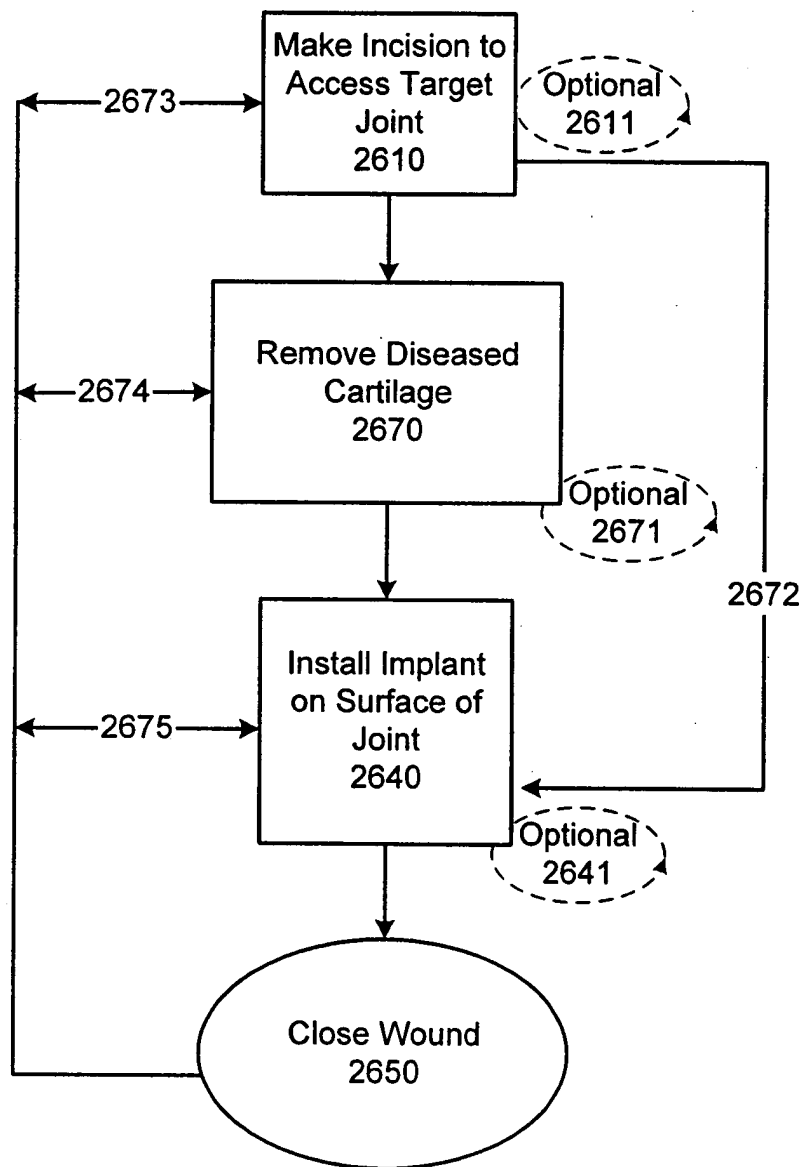 Make Incision to
Access Target
Joint
2610
Optional
2611
2673
Remove Diseased
Cartilage
2670
2674
Optional
2671
2672
Install Implant
on Surface of
Joint
2640
2675
Optional
2641
Close Wound
2650